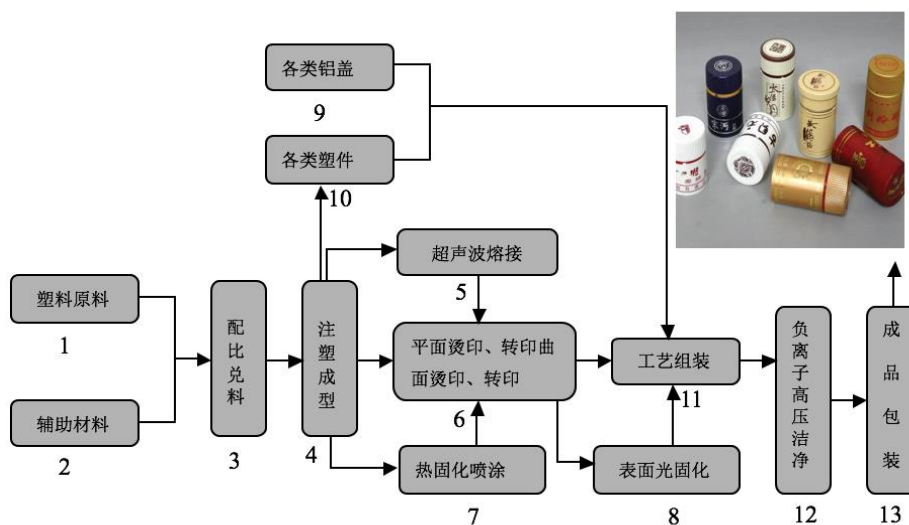 各类铝盖
9
各类塑件
10
超声波熔接
5
塑料原料
1
辅助材料
2
配比兑料
3
注塑成型
4
平面烫印、转印曲
面烫印、转印
6
热固化喷涂
7
工艺组装
11
表面光固化
8
负离子高压洁净
12
成品包装
13